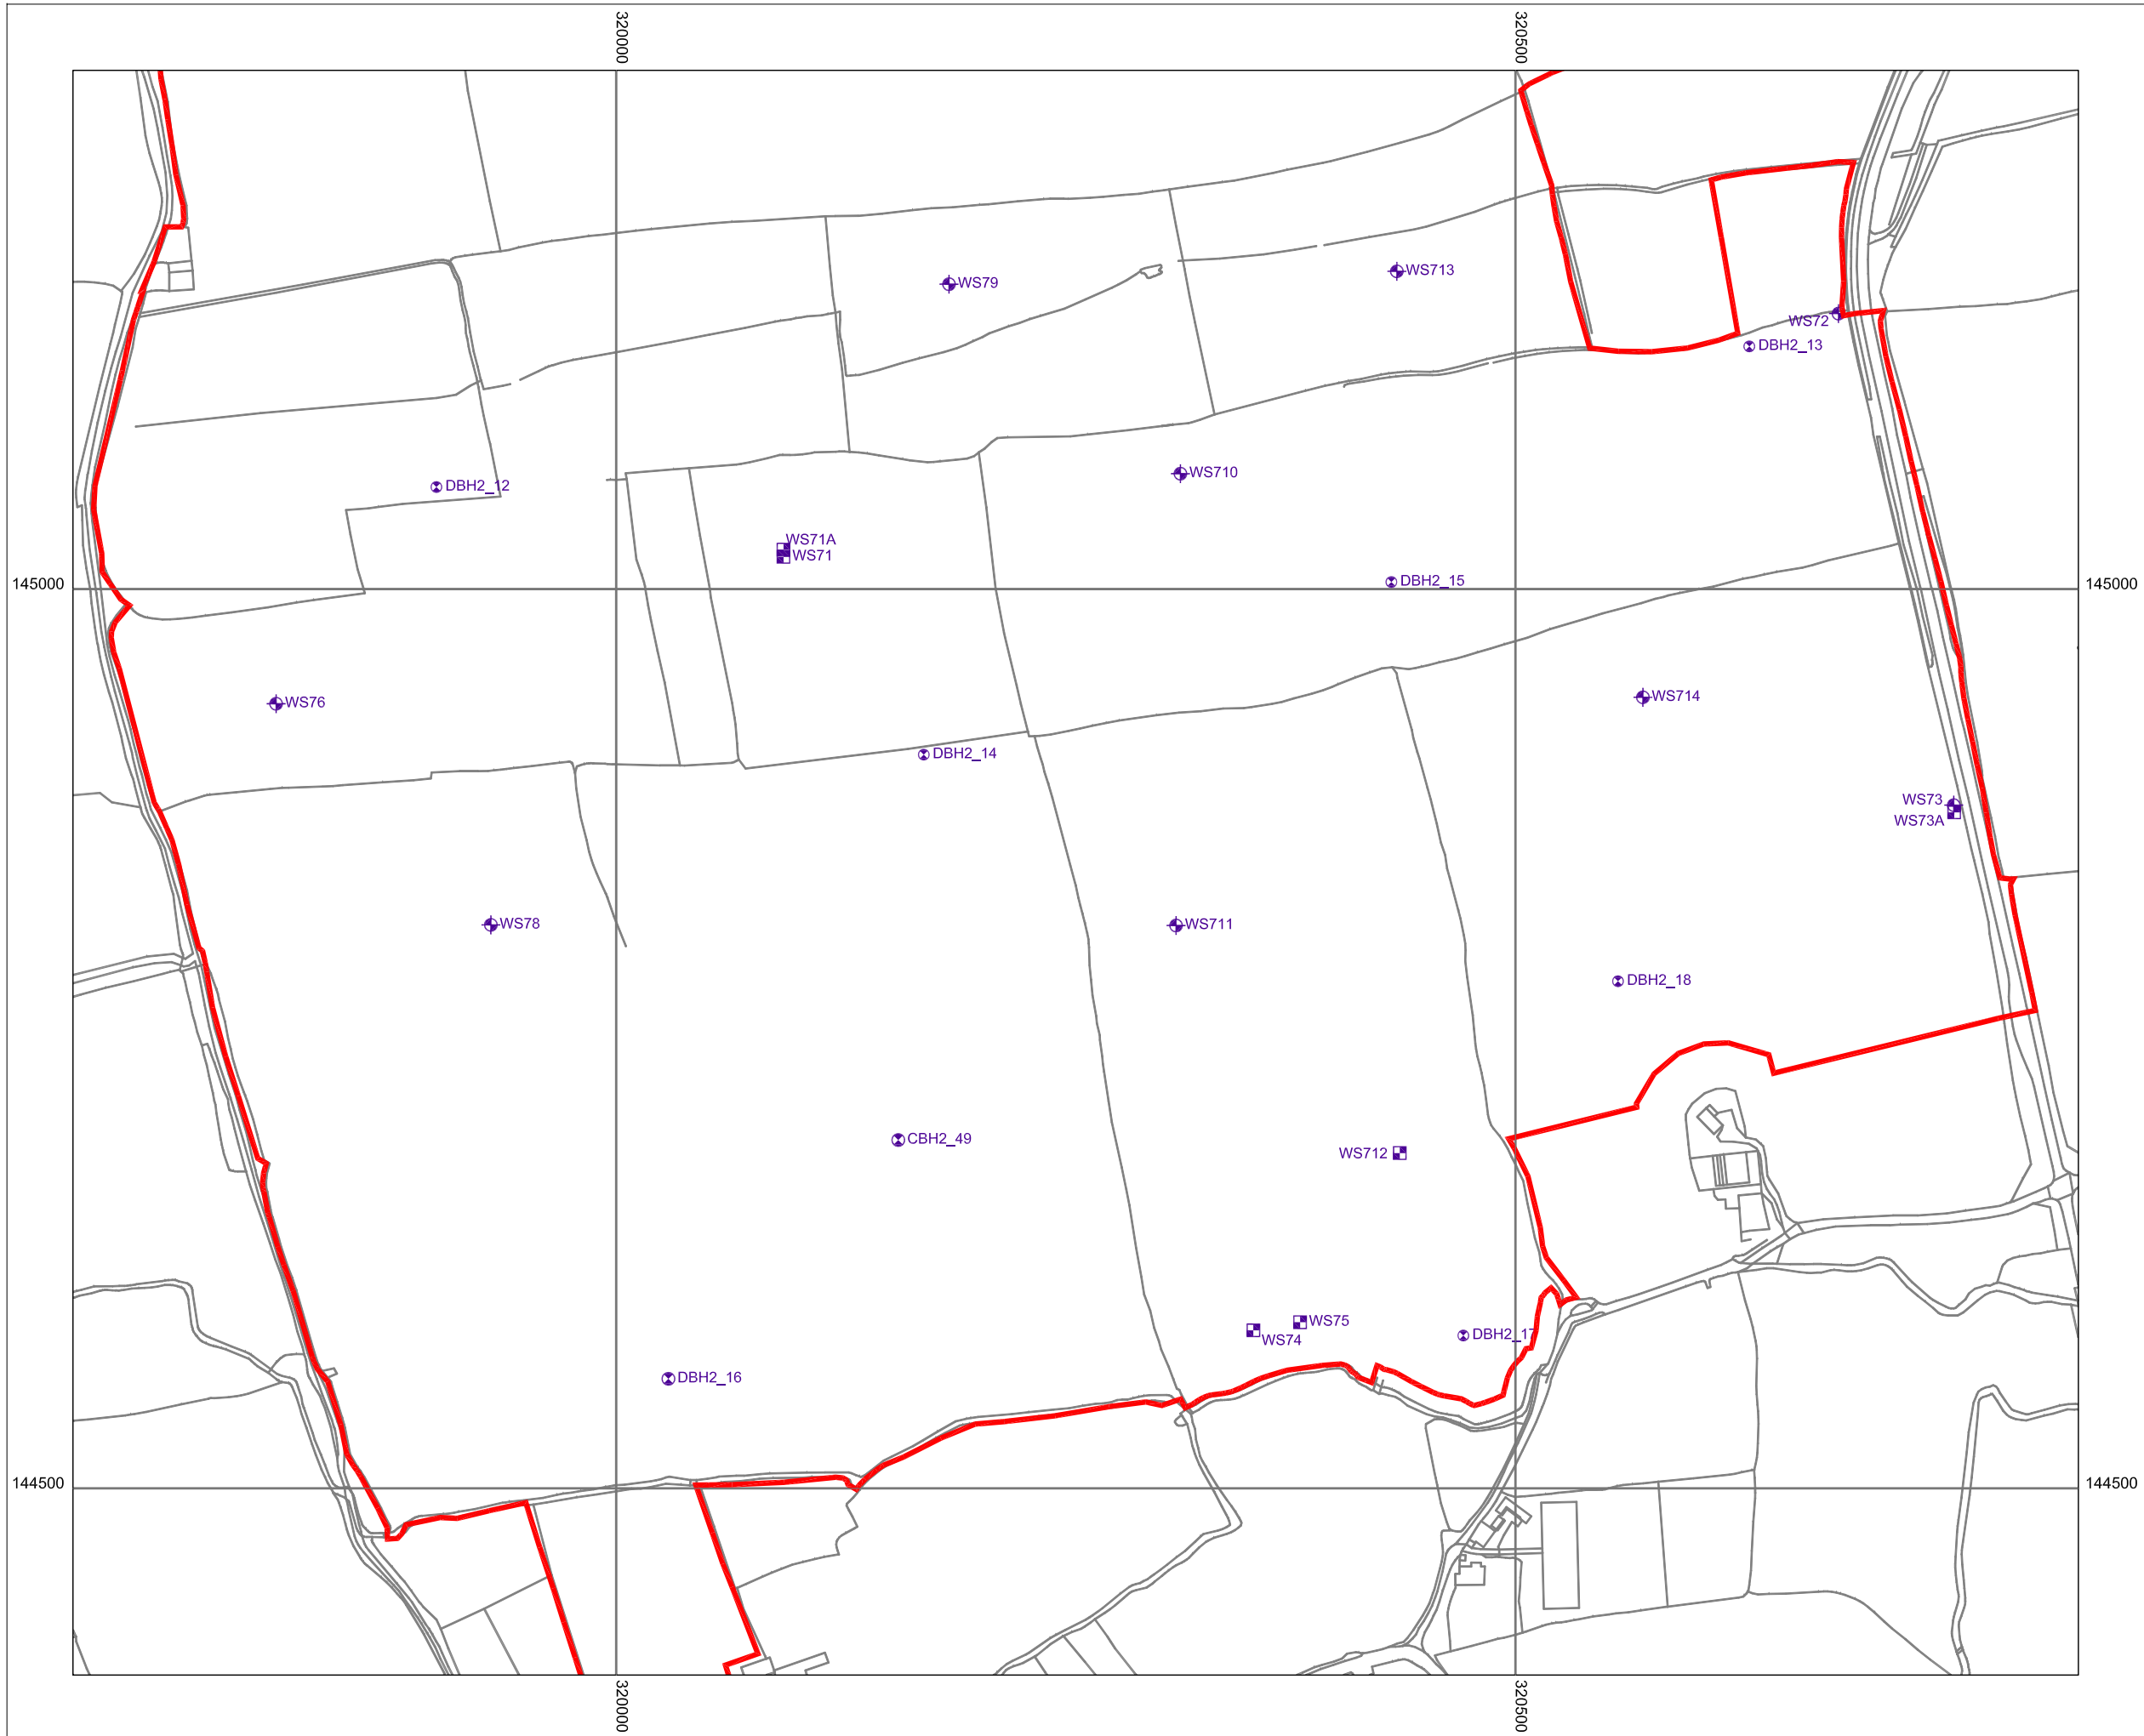 320000
320500
WS79
WS713
WS72
DBH2_13
WS710
DBH2_12
WS71A
WS71
DBH2_15
145000
145000
WS76
WS714
DBH2_14
WS73
WS73A
WS78
WS711
DBH2_18
CBH2_49
WS712
WS75
WS74
DBH2_17
DBH2_16
144500
144500
320000
320500